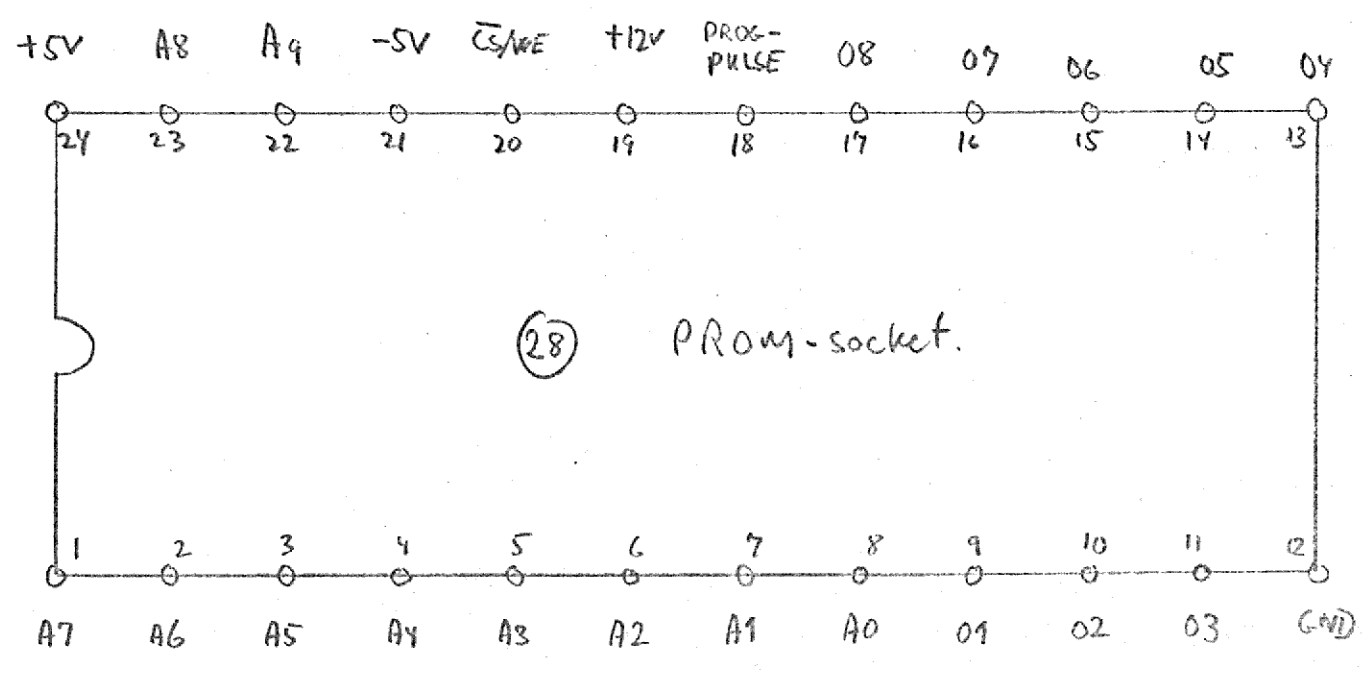 +5V A8 A9 -5V C̅S̅/WE +12V PROG-PULSE O8 O7 O6 O5 O4
24 23 22 21 20 19 18 17 16 15 14 13
28 PROM-socket.
1 2 3 4 5 6 7 8 9 10 11 12
A7 A6 A5 A4 A3 A2 A1 A0 O1 O2 O3 GND